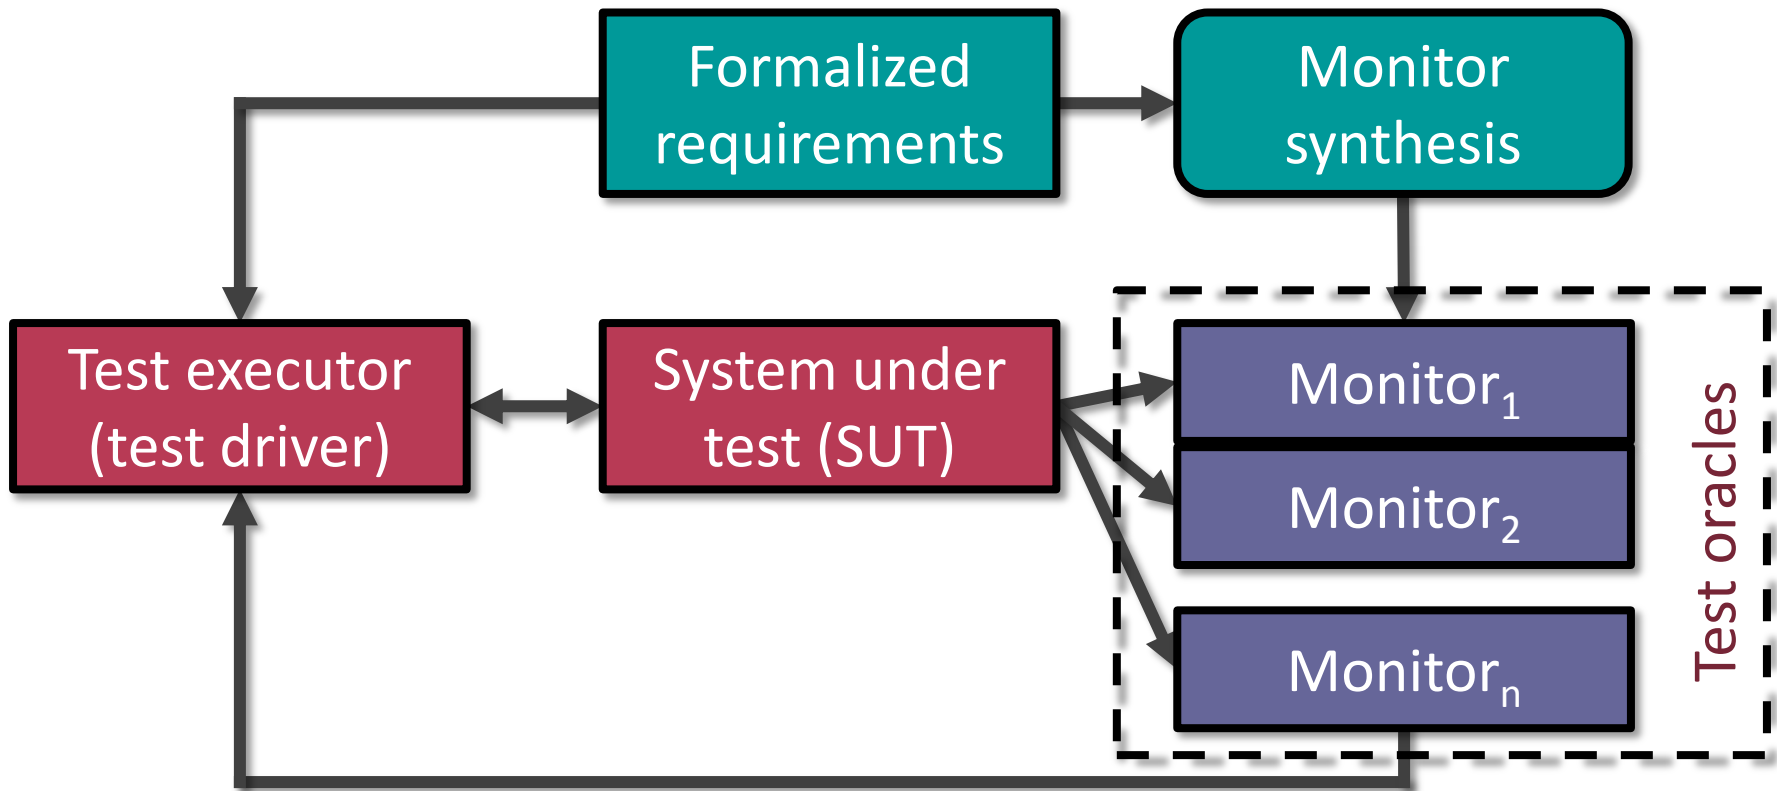 Formalized
requirements
Monitor
synthesis
Test executor
(test driver)
System under
test (SUT)
Monitor1
Monitor2
Monitorn
Test oracles